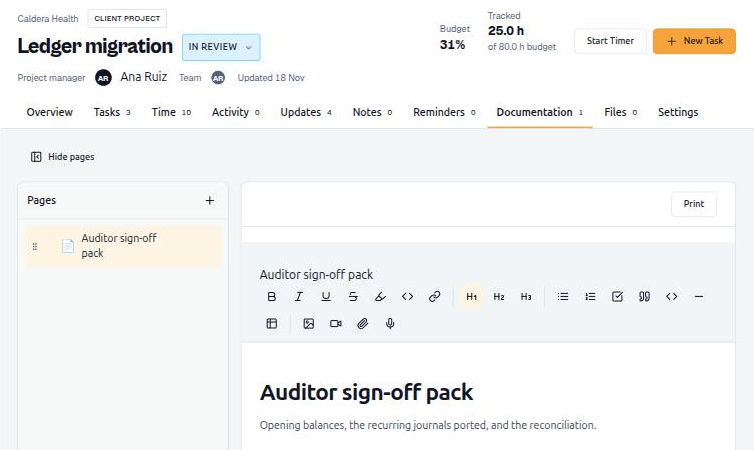 Caldera Health CLIENT PROJECT
Ledger migration IN REVIEW
Project manager AR Ana Ruiz Team AR Updated 18 Nov
Budget
31%
Tracked
25.0 h
of 80.0 h budget
Start Timer
+ New Task
Overview Tasks 3 Time 10 Activity 0 Updates 4 Notes 0 Reminders 0 Documentation 1 Files 0 Settings
Hide pages
Pages +
Auditor sign-off
pack
Print
Auditor sign-off pack
B I U S H1 H2 H3
Auditor sign-off pack
Opening balances, the recurring journals ported, and the reconciliation.